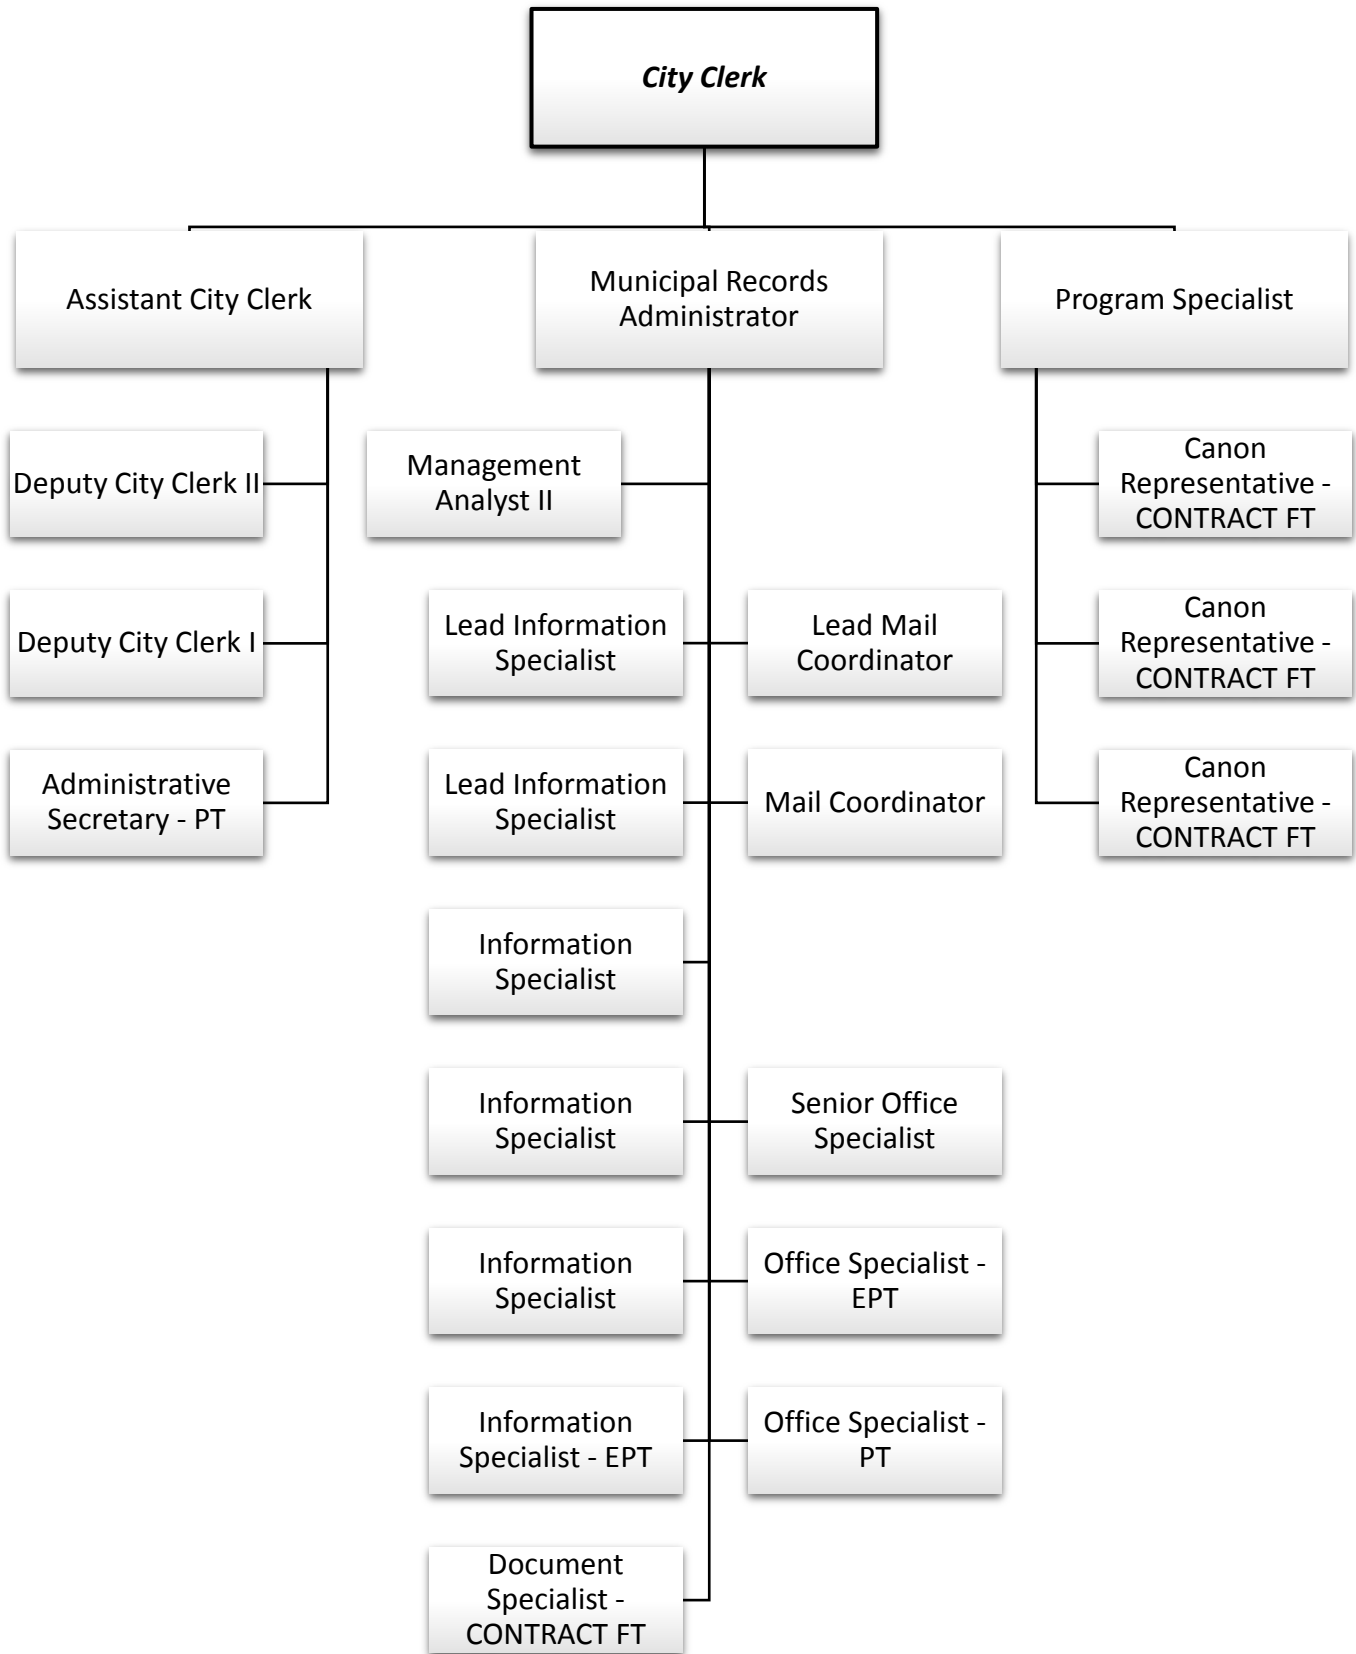 City Clerk
Assistant City Clerk
Municipal Records
Administrator
Program Specialist
Deputy City Clerk II
Management
Analyst II
Canon
Representative -
CONTRACT FT
Deputy City Clerk I
Lead Information
Specialist
Lead Mail
Coordinator
Canon
Representative -
CONTRACT FT
Administrative
Secretary - PT
Lead Information
Specialist
Mail Coordinator
Canon
Representative -
CONTRACT FT
Information
Specialist
Information
Specialist
Senior Office
Specialist
Information
Specialist
Office Specialist -
EPT
Information
Specialist - EPT
Office Specialist -
PT
Document
Specialist -
CONTRACT FT